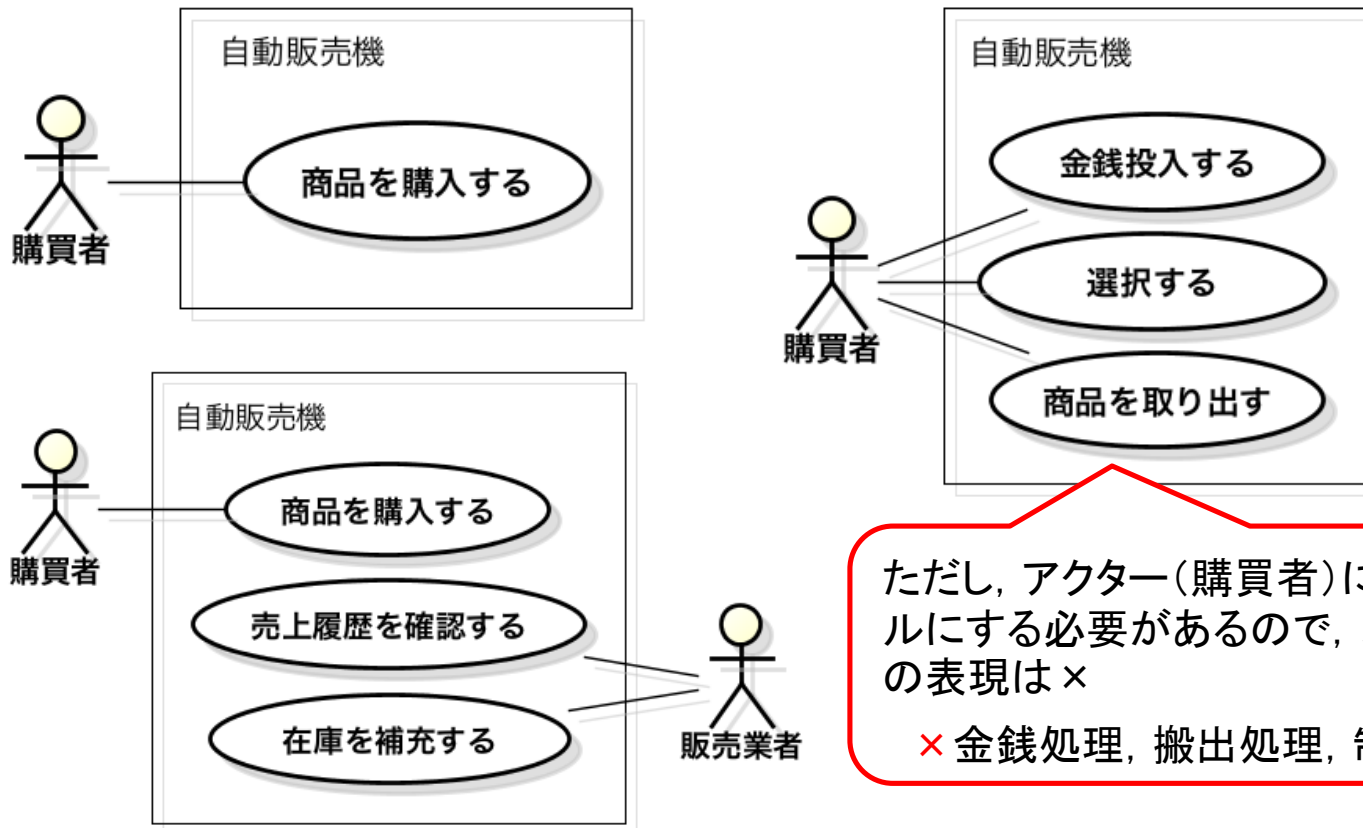 自動販売機
商品を購入する
購買者
自動販売機
金銭投入する
選択する
商品を取り出す
購買者
自動販売機
商品を購入する
売上履歴を確認する
在庫を補充する
購買者
販売業者
ただし，アクター（購買者）に
ルにする必要があるので，
の表現は×
×金銭処理，搬出処理，